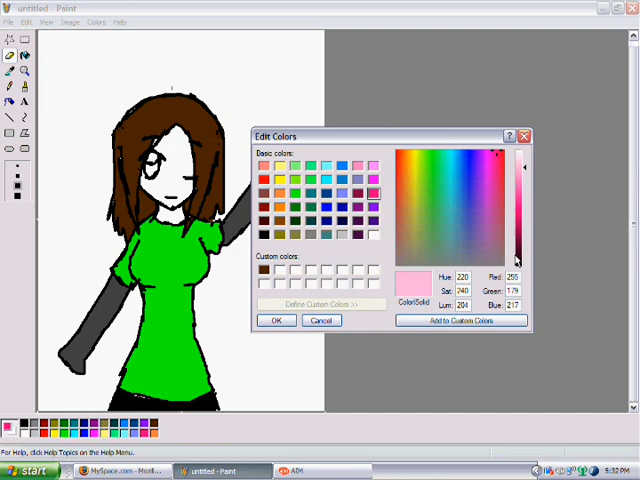 untitled - Paint
File Edit View Image Colors Help
Edit Colors
Basic colors:
Custom colors:
Define Custom Colors >>
OK Cancel
Color|Solid
Hue: 220 Red: 255
Sat: 240 Green: 179
Lum: 204 Blue: 217
Add to Custom Colors
For Help, click Help Topics on the Help Menu.
start MySpace.com - Mozil... untitled - Paint AIM 5:32 PM